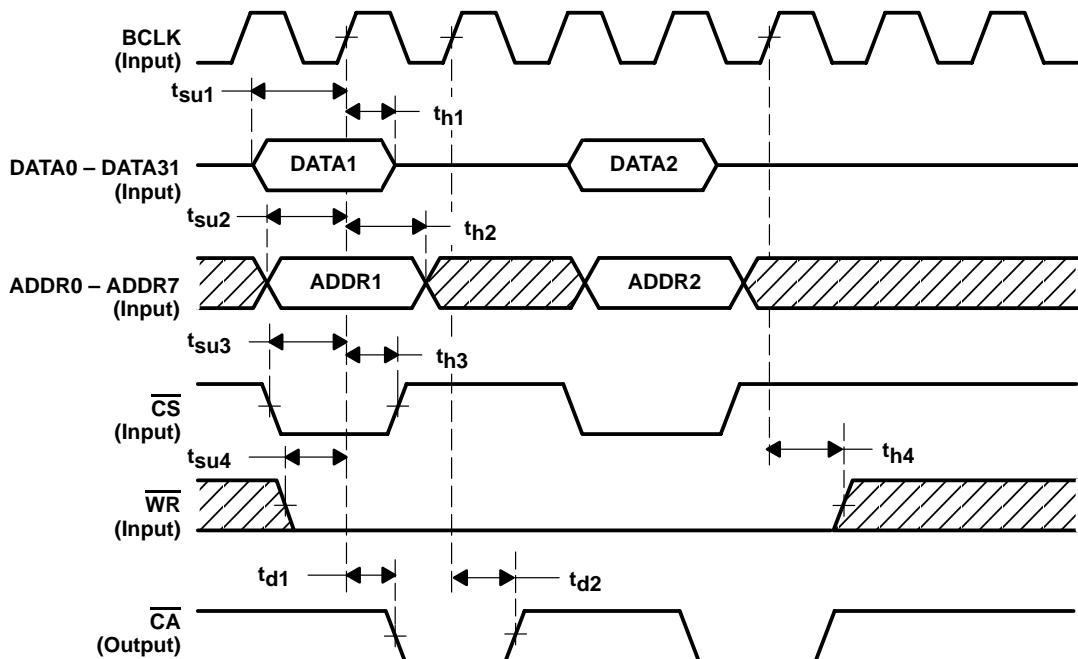 BCLK
(Input)
tsu1
th1
DATA0 – DATA31
(Input)
DATA1
DATA2
tsu2
th2
ADDR0 – ADDR7
(Input)
ADDR1
ADDR2
tsu3
th3
CS
(Input)
tsu4
th4
WR
(Input)
td1
td2
CA
(Output)